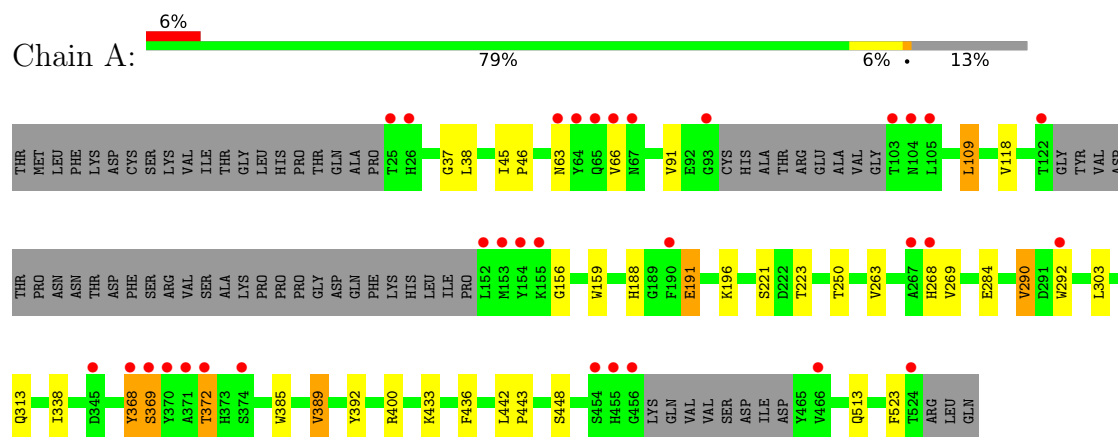 6%
Chain A:
79% 6% • 13%
THR MET LEU PHE LYS ASP CYS SER LYS VAL ILE THR GLY LEU HIS PRO THR GLN ALA PRO T25 H26 G37 L38 I45 P46 N63 Y64 Q65 V66 N67 V91 E92 G93 CYS HIS ALA THR ARG GLU ALA VAL GLY T103 N104 L105 L109 V118 T122 GLY TYR VAL ASP
THR PRO ASN ASN THR ASP PHE SER ARG VAL SER ALA LYS PRO PRO PRO GLY ASP GLN PHE LYS HIS LEU ILE PRO L152 M153 Y154 K155 G156 W159 H188 G189 F190 E191 K196 S221 D222 T223 T250 V263 A267 H268 V269 E284 V290 D291 W292 L303
Q313 I338 D345 Y368 S369 Y370 A371 T372 H373 S374 W385 V389 Y392 R400 K433 F436 L442 P443 S448 S454 H455 G456 LYS GLN VAL VAL SER ASP ILE ASP Y465 V466 Q513 F523 T524 ARG LEU GLN